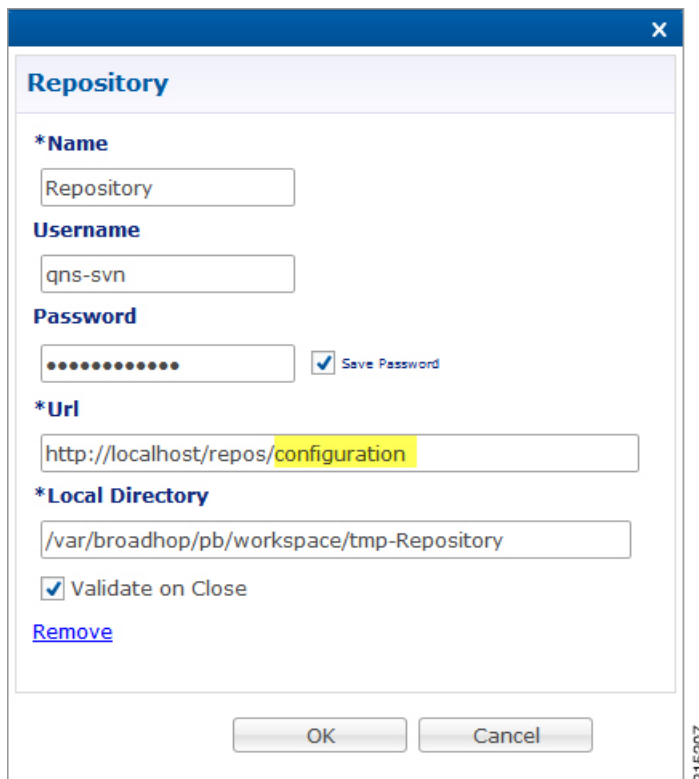 Repository
*Name
Repository
Username
qns-svn
Password
•••••••••••• Save Password
*Url
http://localhost/repos/configuration
*Local Directory
/var/broadhop/pb/workspace/tmp-Repository
Validate on Close
Remove
OK Cancel